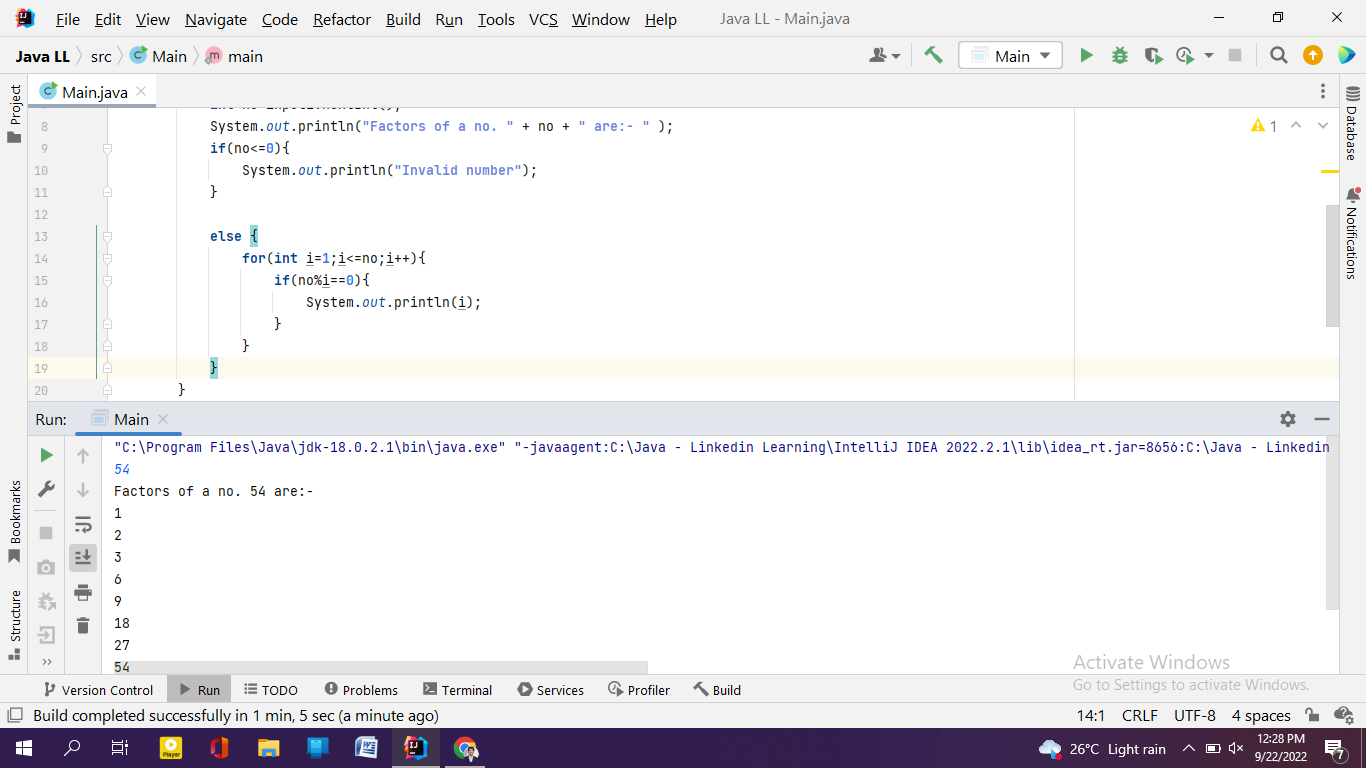 File Edit View Navigate Code Refactor Build Run Tools VCS Window Help Java LL - Main.java
Java LL src Main main Main
Main.java
8 System.out.println("Factors of a no. " + no + " are:- " );
9 if(no<=0){
10 System.out.println("Invalid number");
11 }
12
13 else {
14 for(int i=1;i<=no;i++){
15 if(no%i==0){
16 System.out.println(i);
17 }
18 }
19 }
20 }
1
Project
Bookmarks
Structure
Database
Notifications
Run: Main
"C:\Program Files\Java\jdk-18.0.2.1\bin\java.exe" "-javaagent:C:\Java - Linkedin Learning\IntelliJ IDEA 2022.2.1\lib\idea_rt.jar=8656:C:\Java - Linkedin
54
Factors of a no. 54 are:-
1
2
3
6
9
18
27
54
Activate Windows
Go to Settings to activate Windows.
Version Control Run TODO Problems Terminal Services Profiler Build
Build completed successfully in 1 min, 5 sec (a minute ago) 14:1 CRLF UTF-8 4 spaces
26°C Light rain 12:28 PM
9/22/2022
7
Player